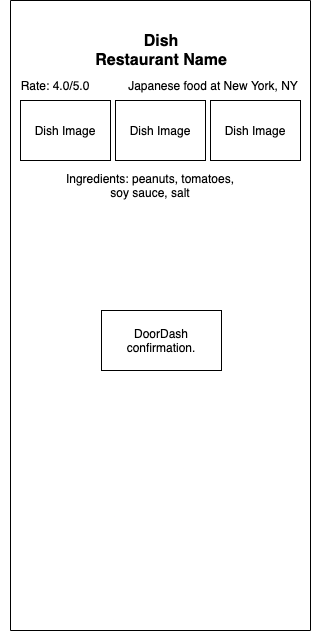 Dish
Restaurant Name
Rate: 4.0/5.0 Japanese food at New York, NY
Dish Image Dish Image Dish Image
Ingredients: peanuts, tomatoes,
soy sauce, salt
DoorDash
confirmation.